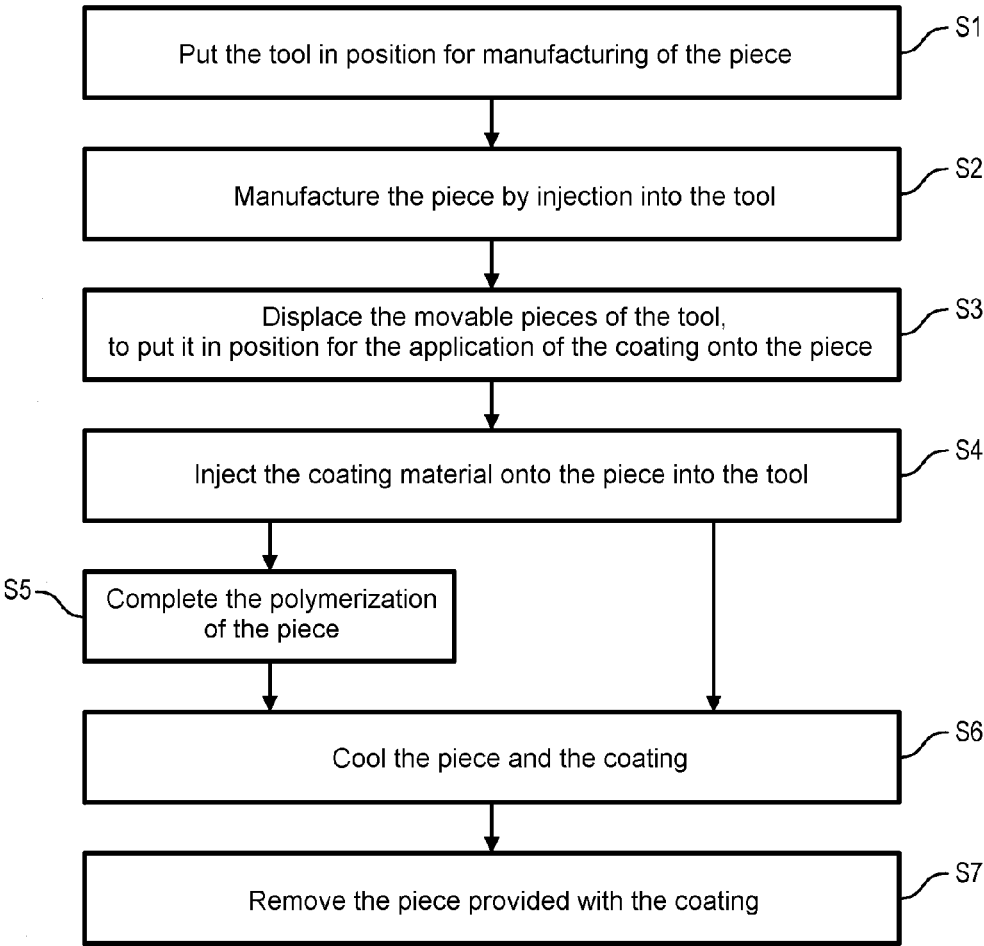 Put the tool in position for manufacturing of the piece
S1
Manufacture the piece by injection into the tool
S2
Displace the movable pieces of the tool,
to put it in position for the application of the coating onto the piece
S3
Inject the coating material onto the piece into the tool
S4
S5
Complete the polymerization
of the piece
Cool the piece and the coating
S6
Remove the piece provided with the coating
S7